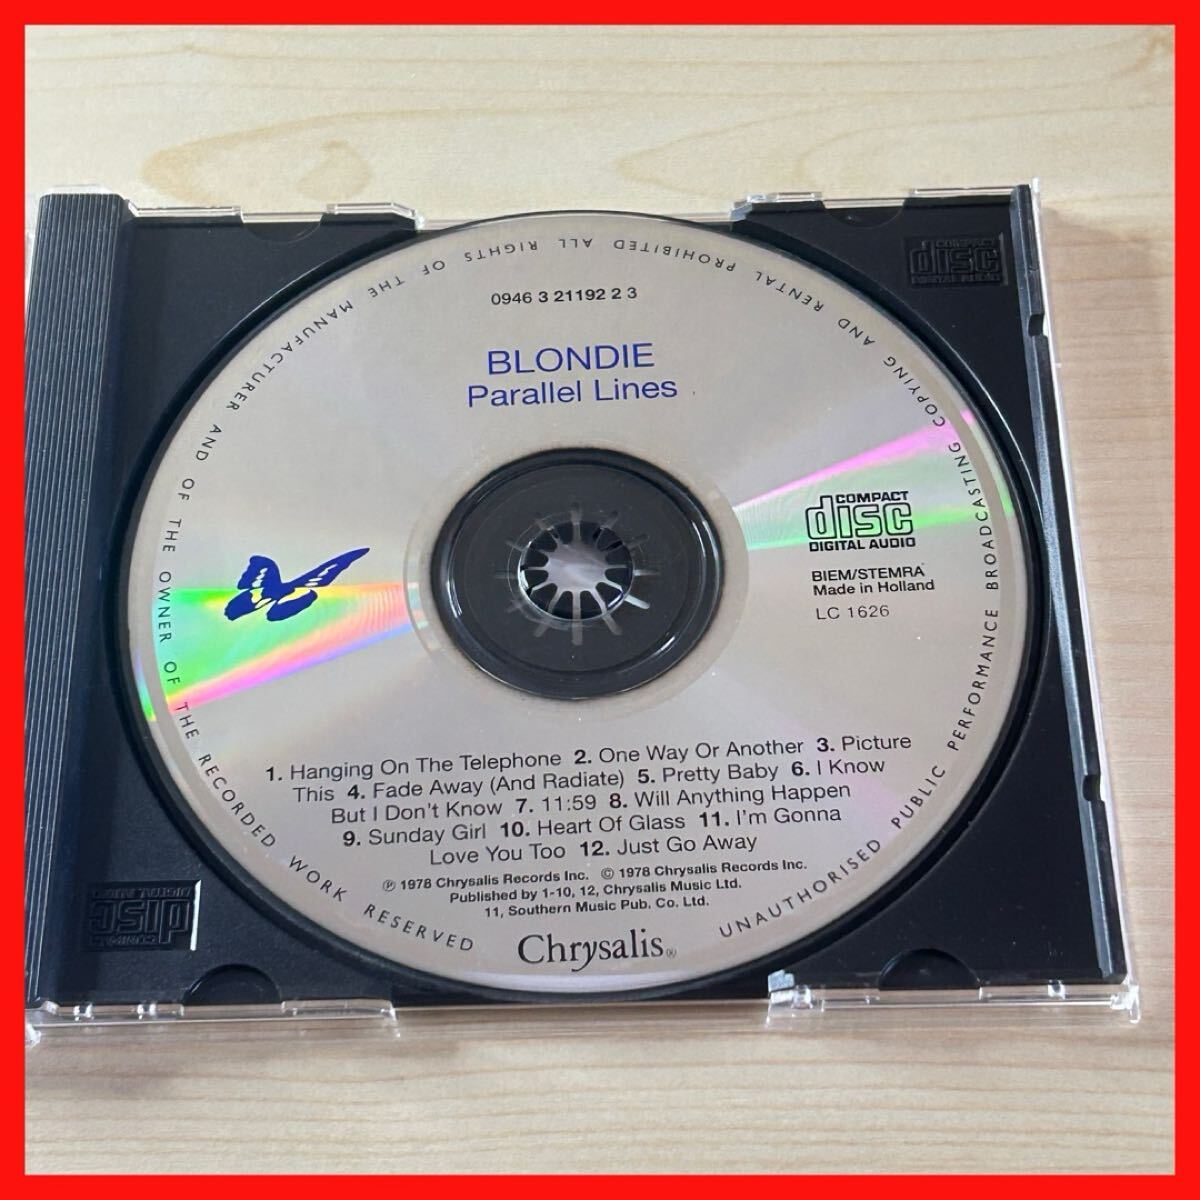 0946 3 21192 2 3
BLONDIE
Parallel Lines
COMPACT
disc
DIGITAL AUDIO
BIEM/STEMRA
Made in Holland
LC 1626
1. Hanging On The Telephone 2. One Way Or Another 3. Picture
This 4. Fade Away (And Radiate) 5. Pretty Baby 6. I Know
But I Don't Know 7. 11:59 8. Will Anything Happen
9. Sunday Girl 10. Heart Of Glass 11. I'm Gonna
Love You Too 12. Just Go Away
℗ 1978 Chrysalis Records Inc. © 1978 Chrysalis Records Inc.
Published by 1-10, 12, Chrysalis Music Ltd.
11, Southern Music Pub. Co. Ltd.
Chrysalis®
ALL RIGHTS OF THE MANUFACTURER AND OF THE OWNER OF THE RECORDED WORK RESERVED
UNAUTHORISED PUBLIC PERFORMANCE BROADCASTING COPYING AND RENTAL PROHIBITED
COMPACT
disc
DIGITAL AUDIO
COMPACT
disc
DIGITAL AUDIO